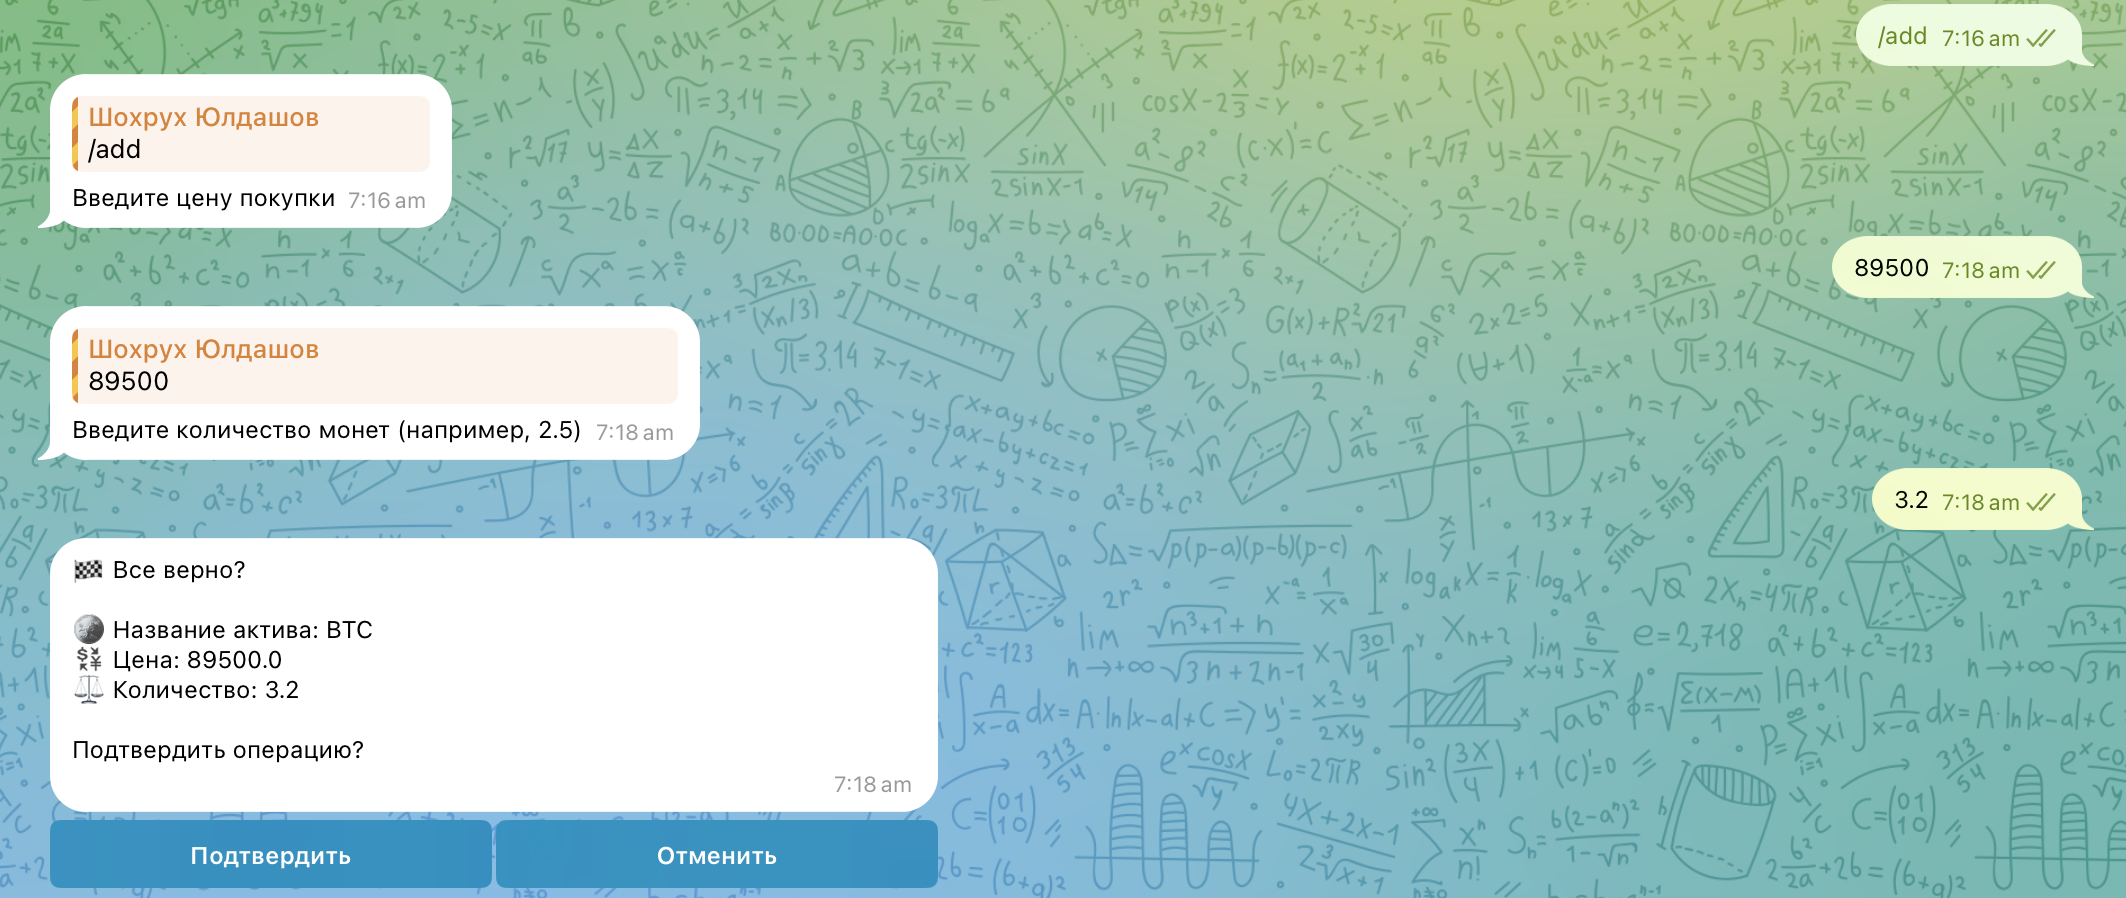 /add 7:16 am
Шохрух Юлдашов
/add
Введите цену покупки 7:16 am
89500 7:18 am
Шохрух Юлдашов
89500
Введите количество монет (например, 2.5) 7:18 am
3.2 7:18 am
Все верно?
Название актива: BTC
Цена: 89500.0
Количество: 3.2
Подтвердить операцию?
7:18 am
Подтвердить
Отменить